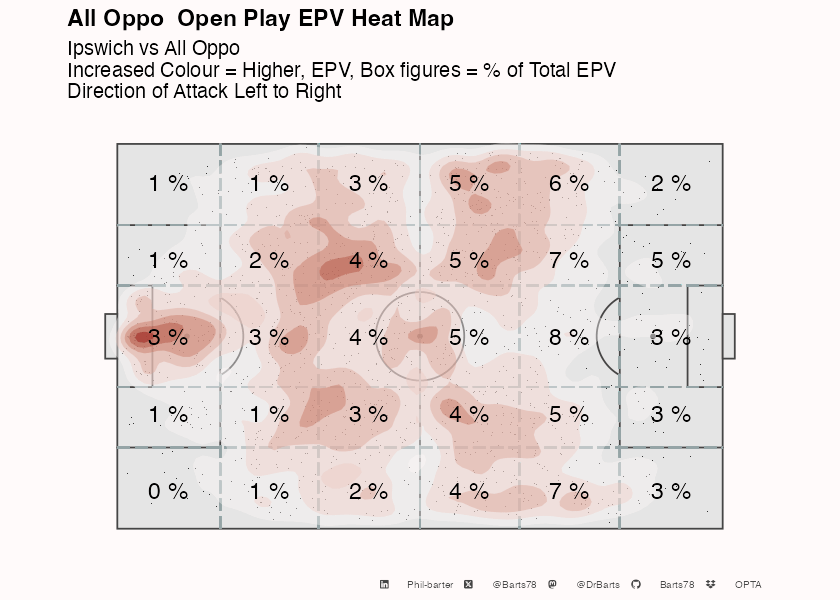 All Oppo  Open Play EPV Heat Map
Ipswich vs All Oppo
Increased Colour = Higher, EPV, Box figures = % of Total EPV
Direction of Attack Left to Right
1 % 1 % 3 % 5 % 6 % 2 %
1 % 2 % 4 % 5 % 7 % 5 %
3 % 3 % 4 % 5 % 8 % 3 %
1 % 1 % 3 % 4 % 5 % 3 %
0 % 1 % 2 % 4 % 7 % 3 %
Phil-barter @Barts78 @DrBarts Barts78 OPTA